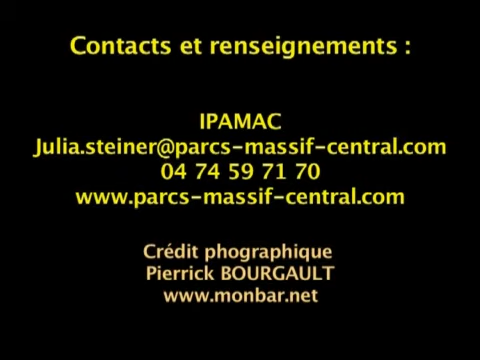 Contacts et renseignements :
IPAMAC
Julia.steiner@parcs-massif-central.com
04 74 59 71 70
www.parcs-massif-central.com
Crédit phographique
Pierrick BOURGAULT
www.monbar.net